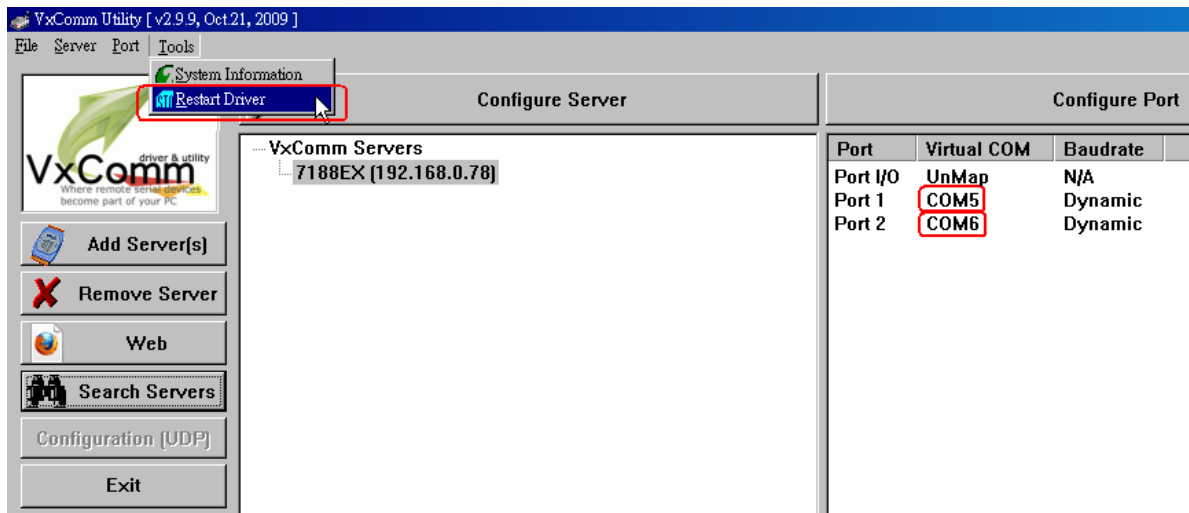 VxComm Utility [ v2.9.9, Oct.21, 2009 ]
File Server Port Tools
System Information
Restart Driver
Configure Server
Configure Port
VxComm
driver & utility
Where remote serial devices
become part of your PC
Add Server(s)
Remove Server
Web
Search Servers
Configuration (UDP)
Exit
VxComm Servers
7188EX (192.168.0.78)
Port Virtual COM Baudrate
Port I/O UnMap N/A
Port 1 COM5 Dynamic
Port 2 COM6 Dynamic